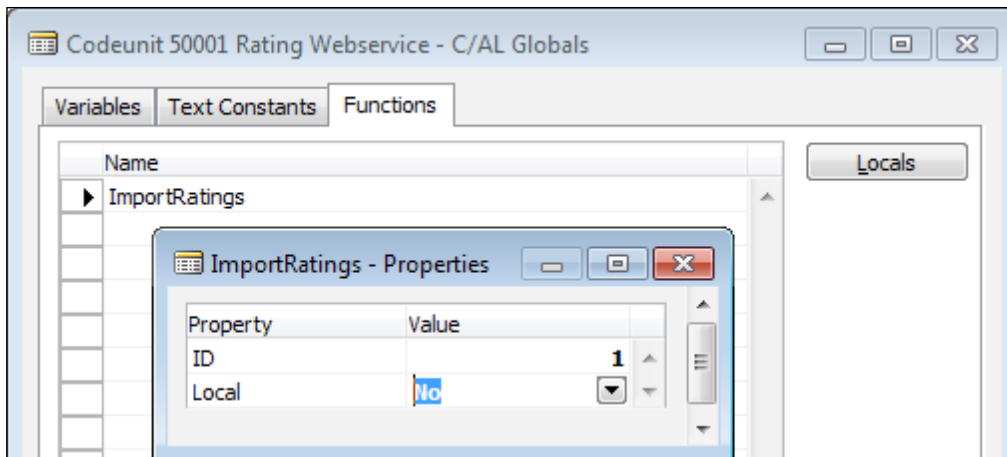 Codeunit 50001 Rating Webservice - C/AL Globals
Variables Text Constants Functions
Name
Locals
ImportRatings
ImportRatings - Properties
Property Value
ID 1
Local No